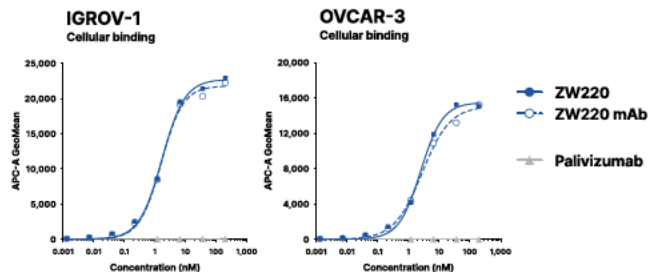 IGROV-1
Cellular binding
APC-A GeoMean
25,000
20,000
15,000
10,000
5,000
0
0.001 0.01 0.1 1 10 100 1,000
Concentration (nM)
OVCAR-3
Cellular binding
APC-A GeoMean
20,000
16,000
12,000
8,000
4,000
0
0.001 0.01 0.1 1 10 100 1,000
Concentration (nM)
ZW220
ZW220 mAb
Palivizumab